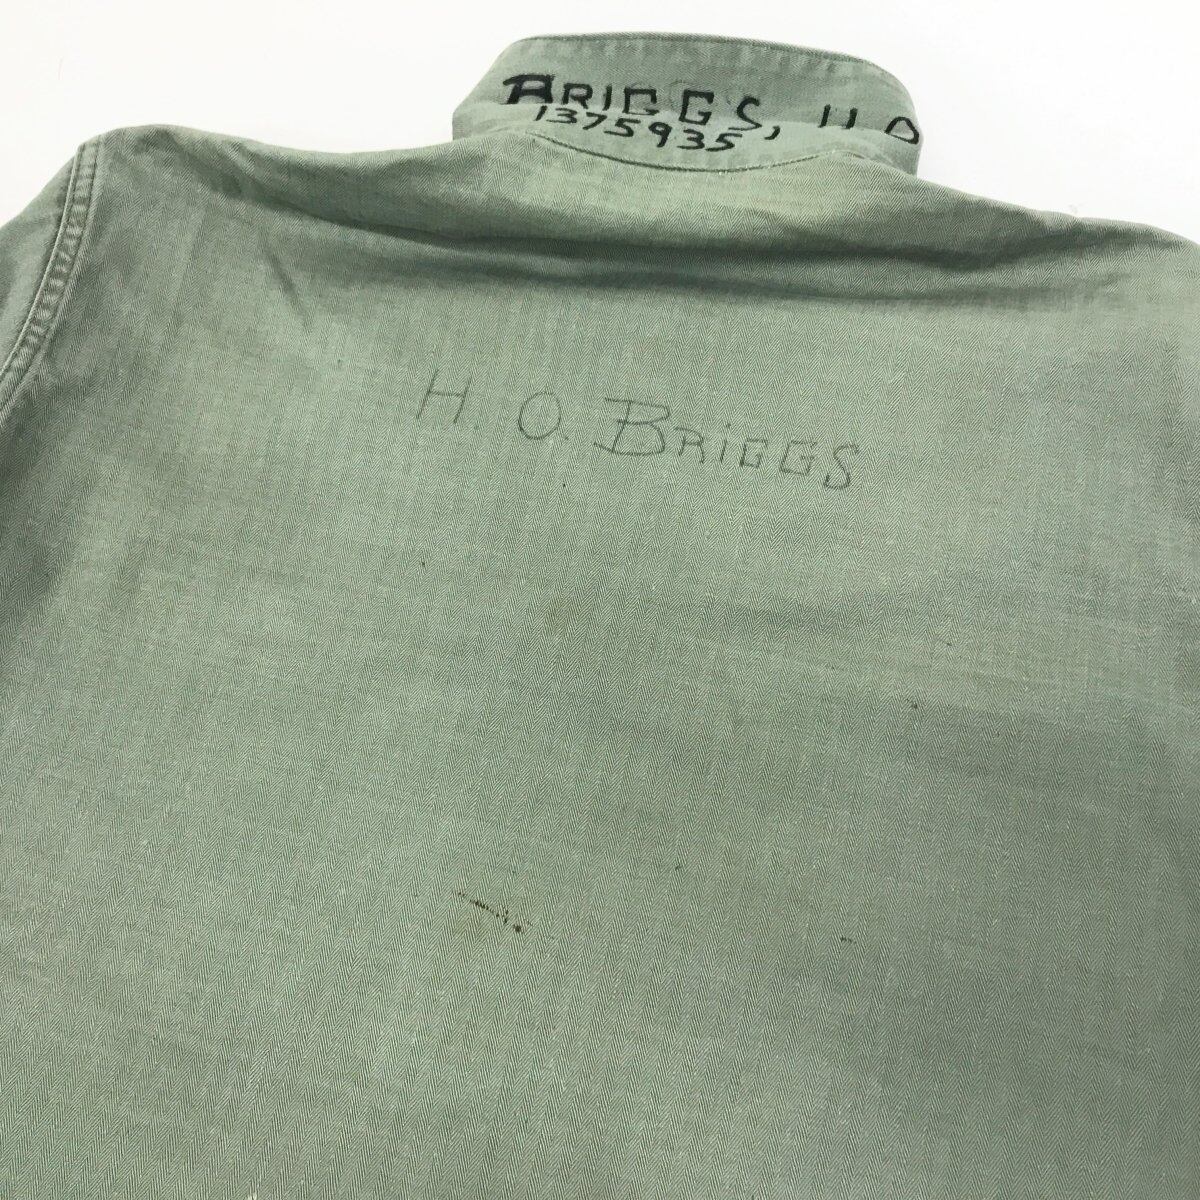 BRIGGS, H.O
1375935
H. O. BRIGGS